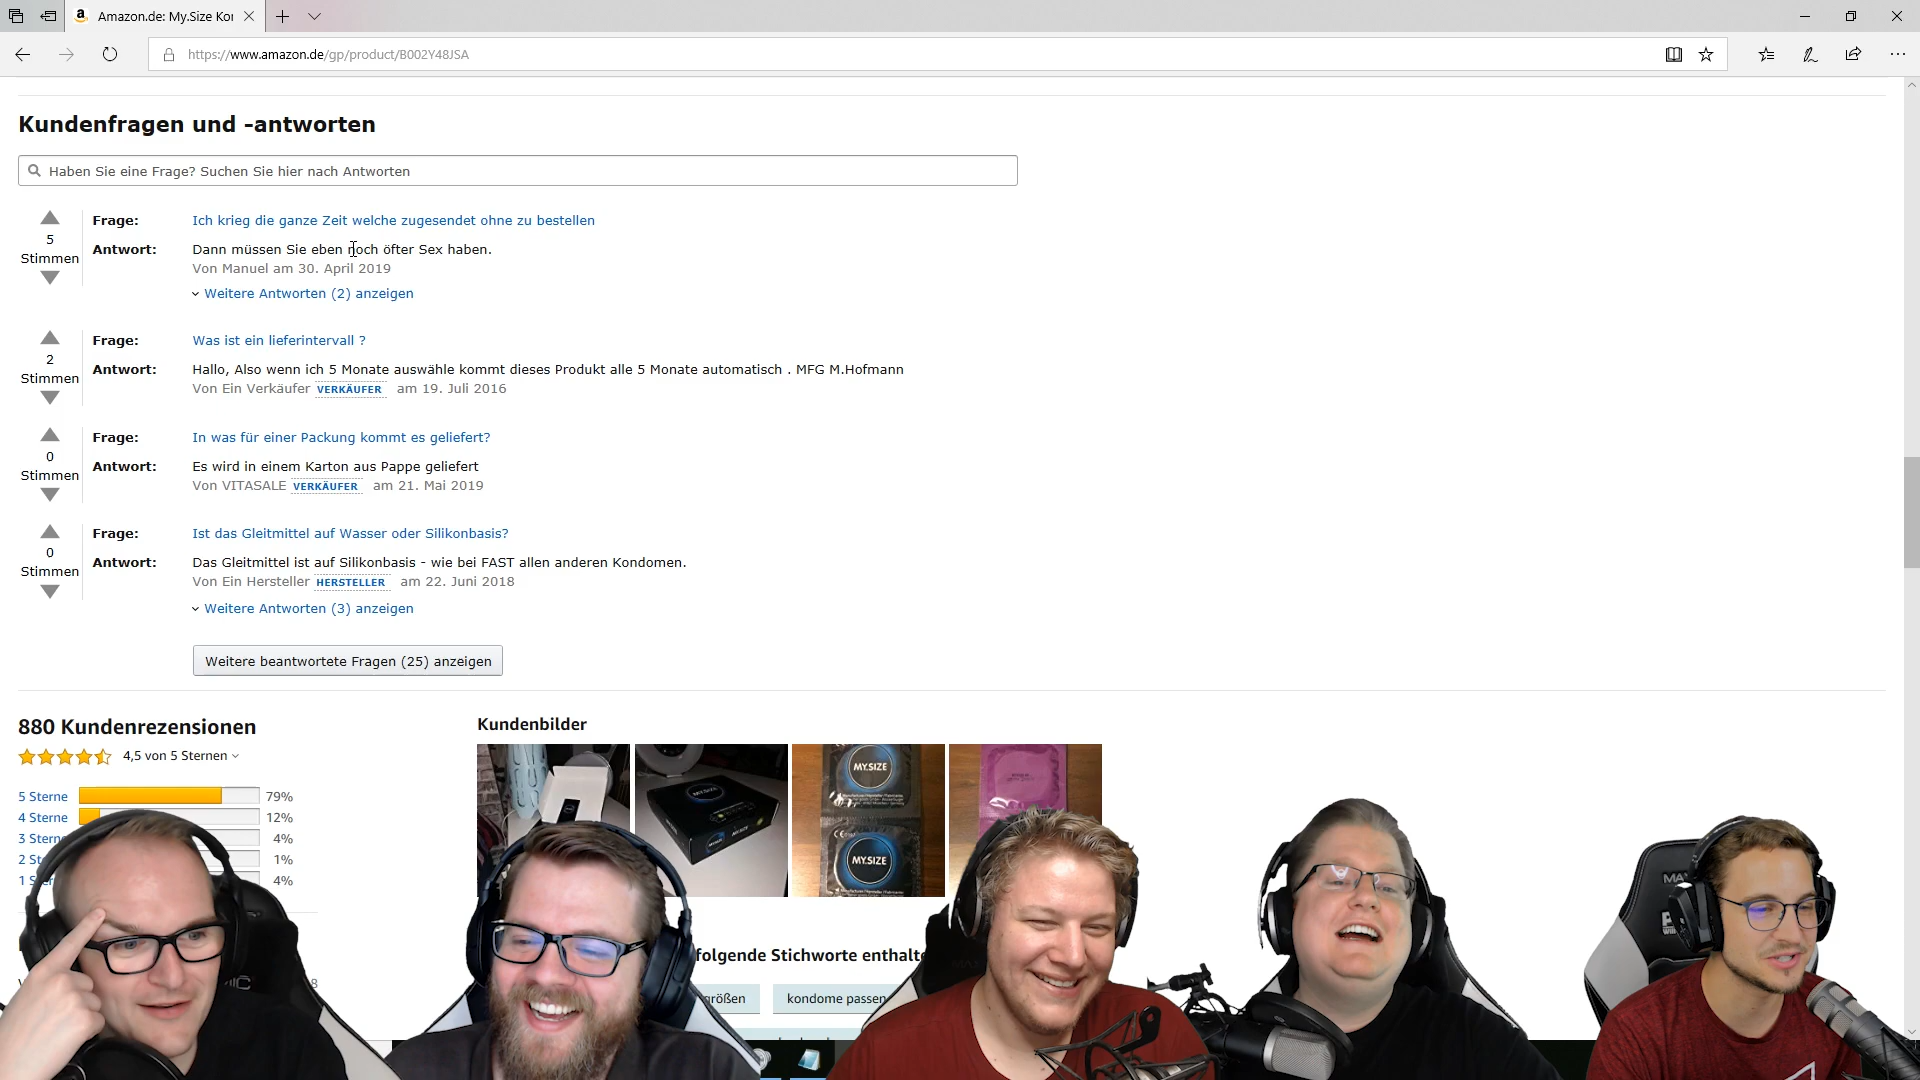 Amazon.de: My.Size Kor
https://www.amazon.de/gp/product/B002Y48JSA
Kundenfragen und -antworten
Haben Sie eine Frage? Suchen Sie hier nach Antworten
5
Stimmen
Frage: Ich krieg die ganze Zeit welche zugesendet ohne zu bestellen
Antwort: Dann müssen Sie eben noch öfter Sex haben.
Von Manuel am 30. April 2019
Weitere Antworten (2) anzeigen
2
Stimmen
Frage: Was ist ein lieferintervall ?
Antwort: Hallo, Also wenn ich 5 Monate auswähle kommt dieses Produkt alle 5 Monate automatisch . MFG M.Hofmann
Von Ein Verkäufer VERKÄUFER am 19. Juli 2016
0
Stimmen
Frage: In was für einer Packung kommt es geliefert?
Antwort: Es wird in einem Karton aus Pappe geliefert
Von VITASALE VERKÄUFER am 21. Mai 2019
0
Stimmen
Frage: Ist das Gleitmittel auf Wasser oder Silikonbasis?
Antwort: Das Gleitmittel ist auf Silikonbasis - wie bei FAST allen anderen Kondomen.
Von Ein Hersteller HERSTELLER am 22. Juni 2018
Weitere Antworten (3) anzeigen
Weitere beantwortete Fragen (25) anzeigen
880 Kundenrezensionen
4,5 von 5 Sternen
5 Sterne 79%
4 Sterne 12%
3 Sterne 4%
2 1%
1 4%
Kundenbilder
MY.SIZE
MY.SIZE
MY.SIZE
MY.SIZE
folgende Stichworte
kondome passen